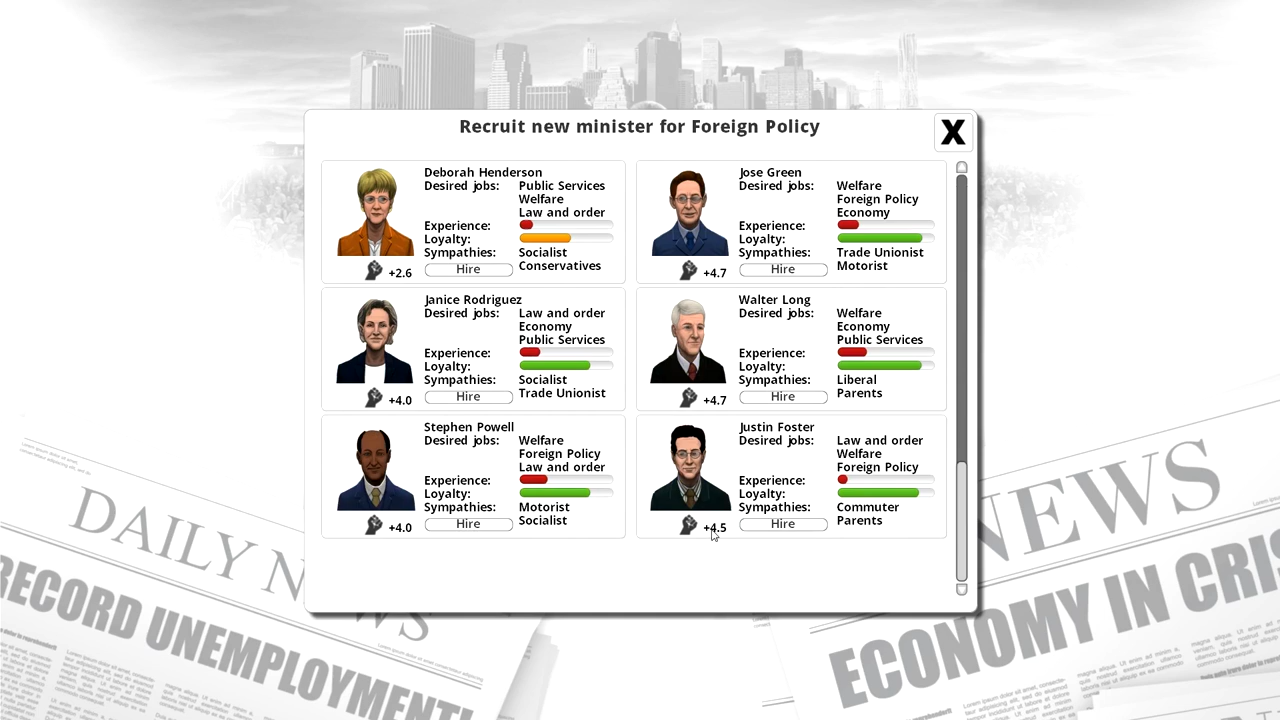 Recruit new minister for Foreign Policy
X
Deborah Henderson
Desired jobs: Public Services
Welfare
Law and order
Experience:
Loyalty:
Sympathies: Socialist
Conservatives
+2.6 Hire
Jose Green
Desired jobs: Welfare
Foreign Policy
Economy
Experience:
Loyalty:
Sympathies: Trade Unionist
Motorist
+4.7 Hire
Janice Rodriguez
Desired jobs: Law and order
Economy
Public Services
Experience:
Loyalty:
Sympathies: Socialist
Trade Unionist
+4.0 Hire
Walter Long
Desired jobs: Welfare
Economy
Public Services
Experience:
Loyalty:
Sympathies: Liberal
Parents
+4.7 Hire
Stephen Powell
Desired jobs: Welfare
Foreign Policy
Law and order
Experience:
Loyalty:
Sympathies: Motorist
Socialist
+4.0 Hire
Justin Foster
Desired jobs: Law and order
Welfare
Foreign Policy
Experience:
Loyalty:
Sympathies: Commuter
Parents
+4.5 Hire
DAILY NEWS
RECORD UNEMPLOYMENT!
NEWS
ECONOMY IN CRIS